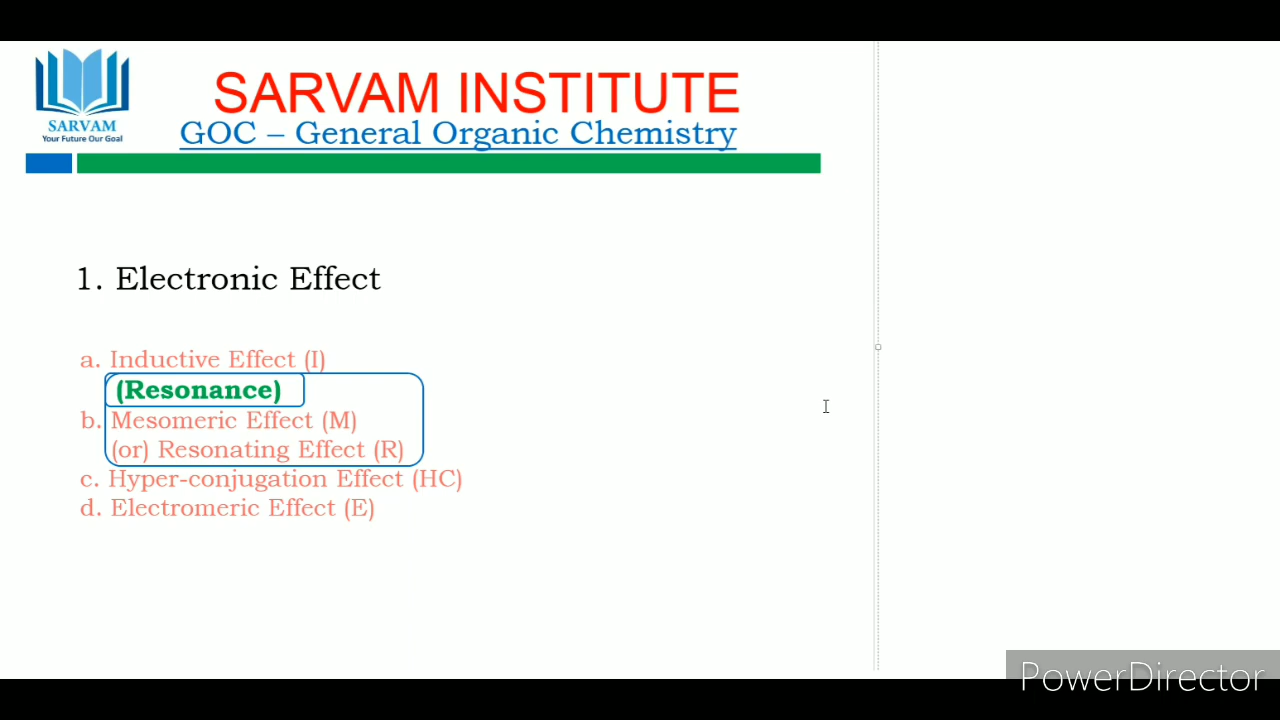 SARVAM INSTITUTE
SARVAM
Your Future Our Goal
GOC – General Organic Chemistry
1. Electronic Effect
a. Inductive Effect (I)
(Resonance)
b. Mesomeric Effect (M)
(or) Resonating Effect (R)
c. Hyper-conjugation Effect (HC)
d. Electromeric Effect (E)
PowerDirector